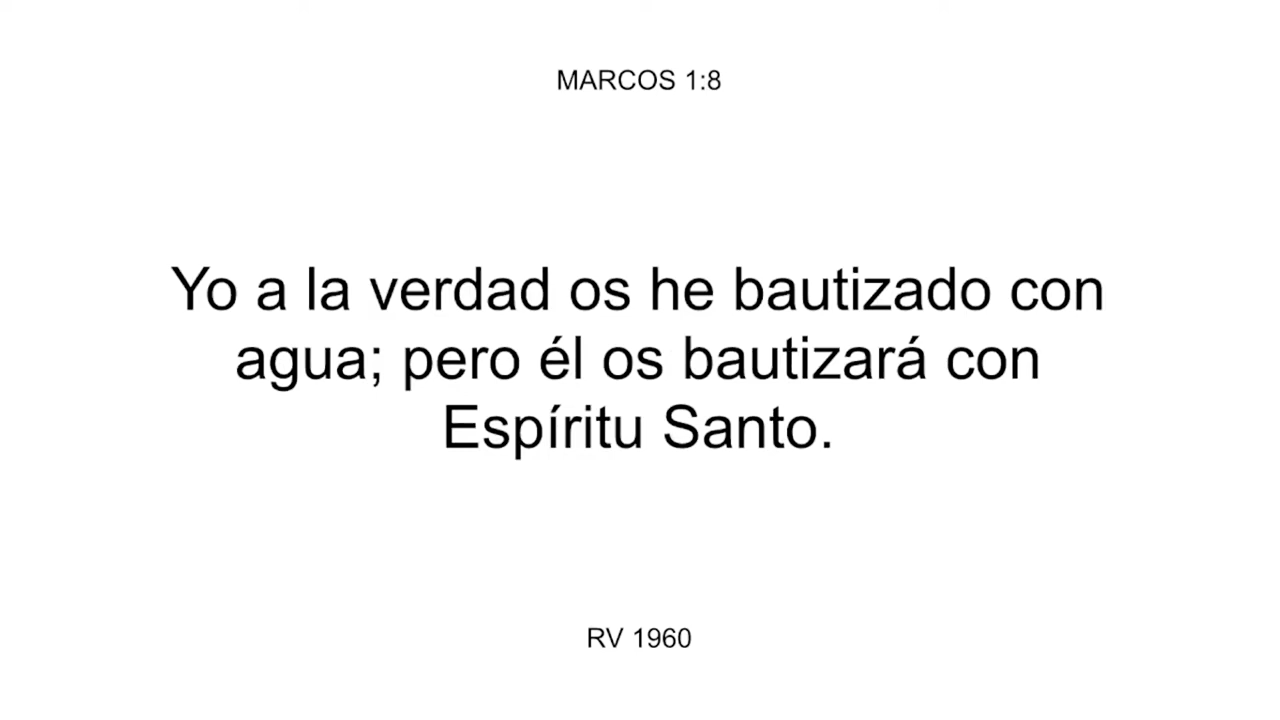 MARCOS 1:8
Yo a la verdad os he bautizado con
agua; pero él os bautizará con
Espíritu Santo.
RV 1960